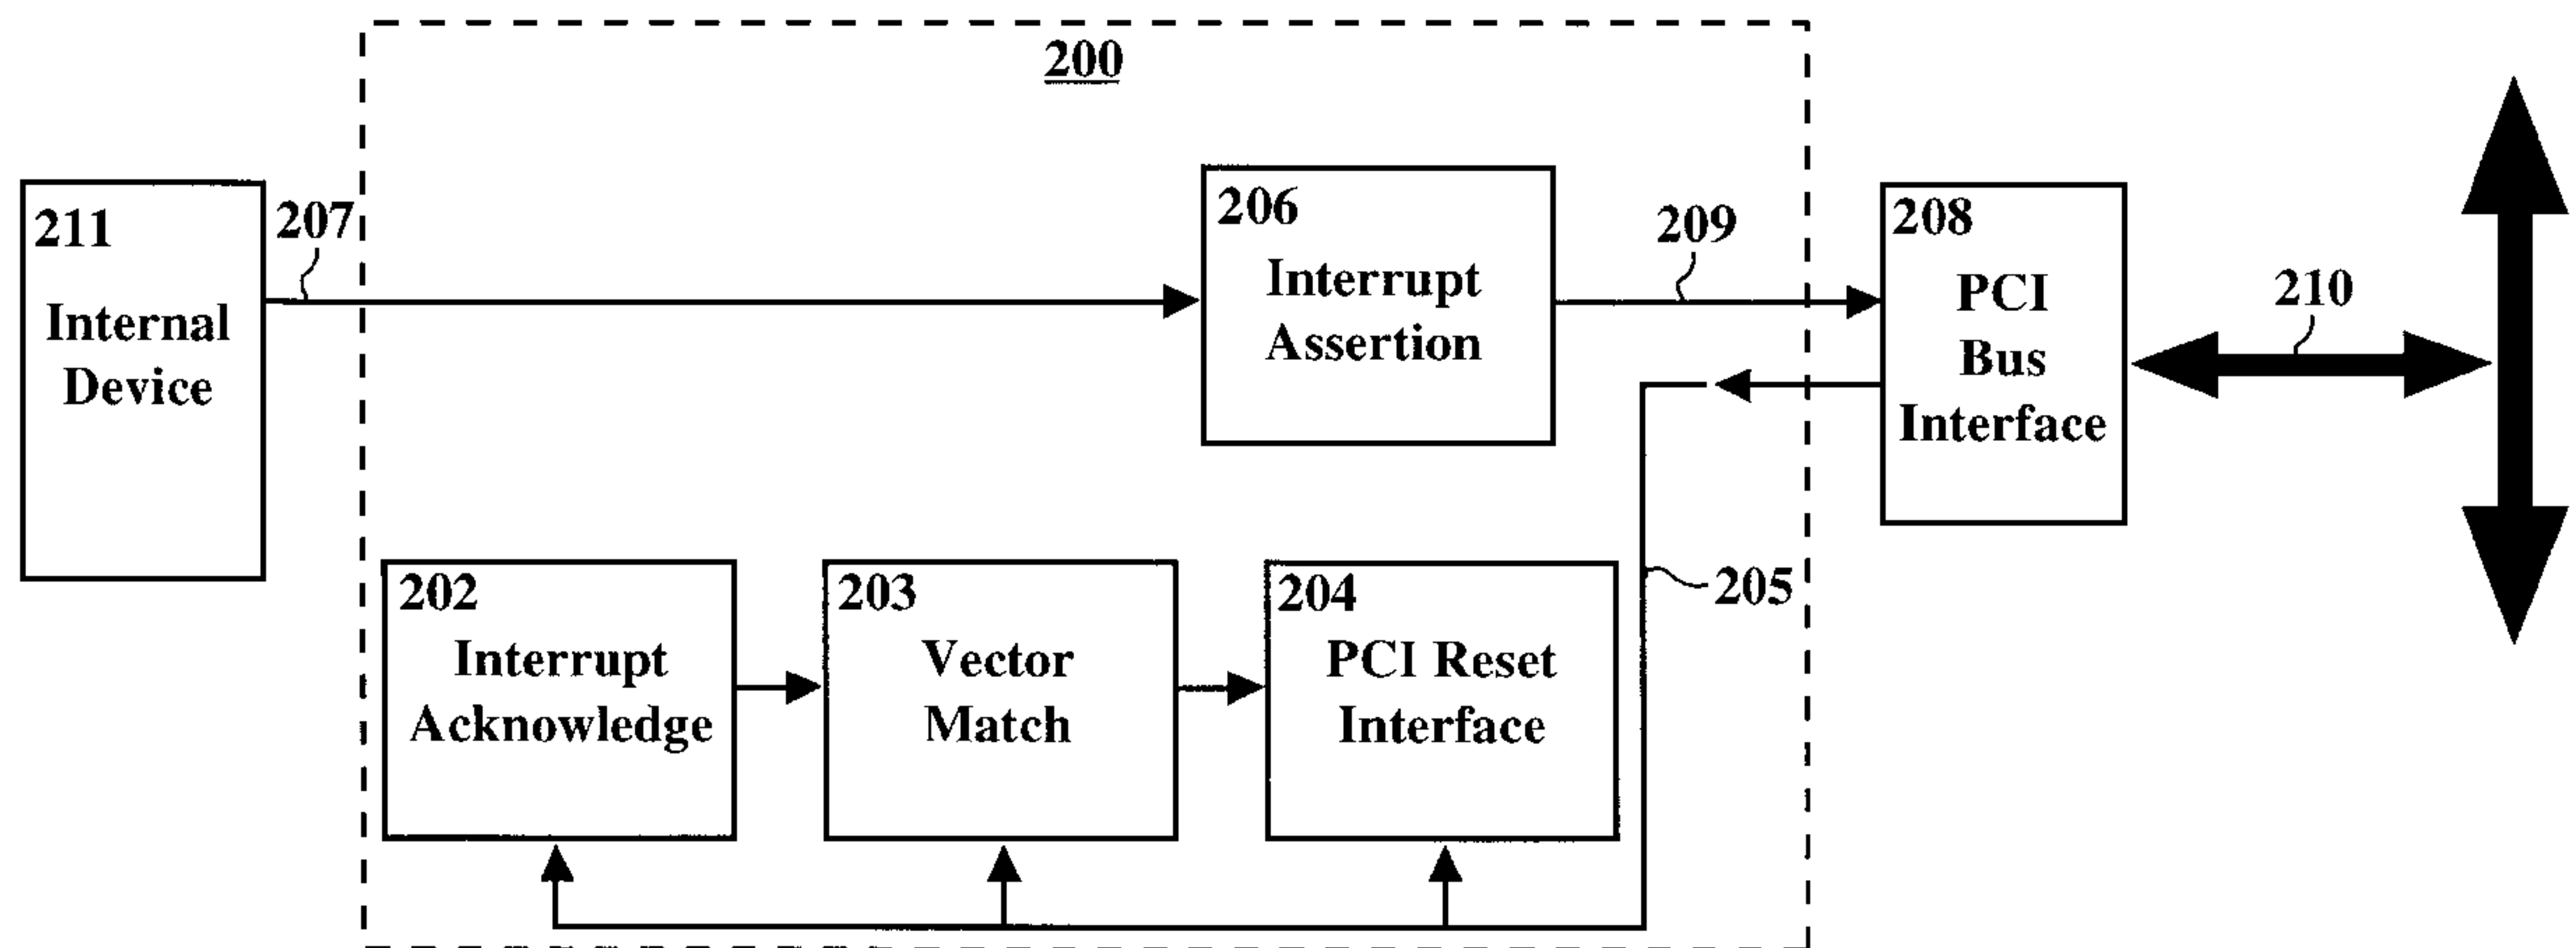 200
211
Internal
Device
207
206
Interrupt
Assertion
209
208
PCI
Bus
Interface
210
202
Interrupt
Acknowledge
203
Vector
Match
204
PCI Reset
Interface
205